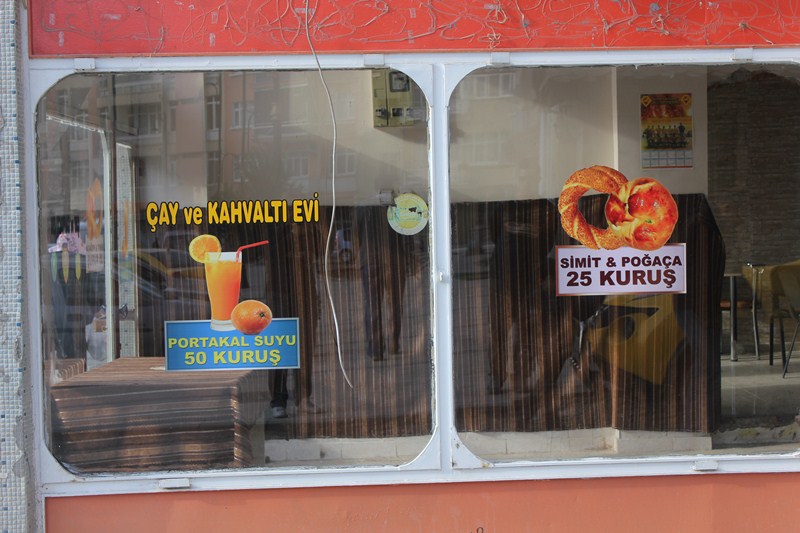 ÇAY ve KAHVALTI EVİ
PORTAKAL SUYU
50 KURUŞ
SİMİT & POĞAÇA
25 KURUŞ